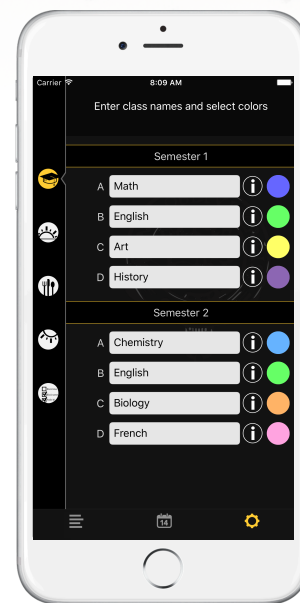 Carrier 8:09 AM
Enter class names and select colors
Semester 1
A Math i
B English i
C Art i
D History i
Semester 2
A Chemistry i
B English i
C Biology i
D French i
14